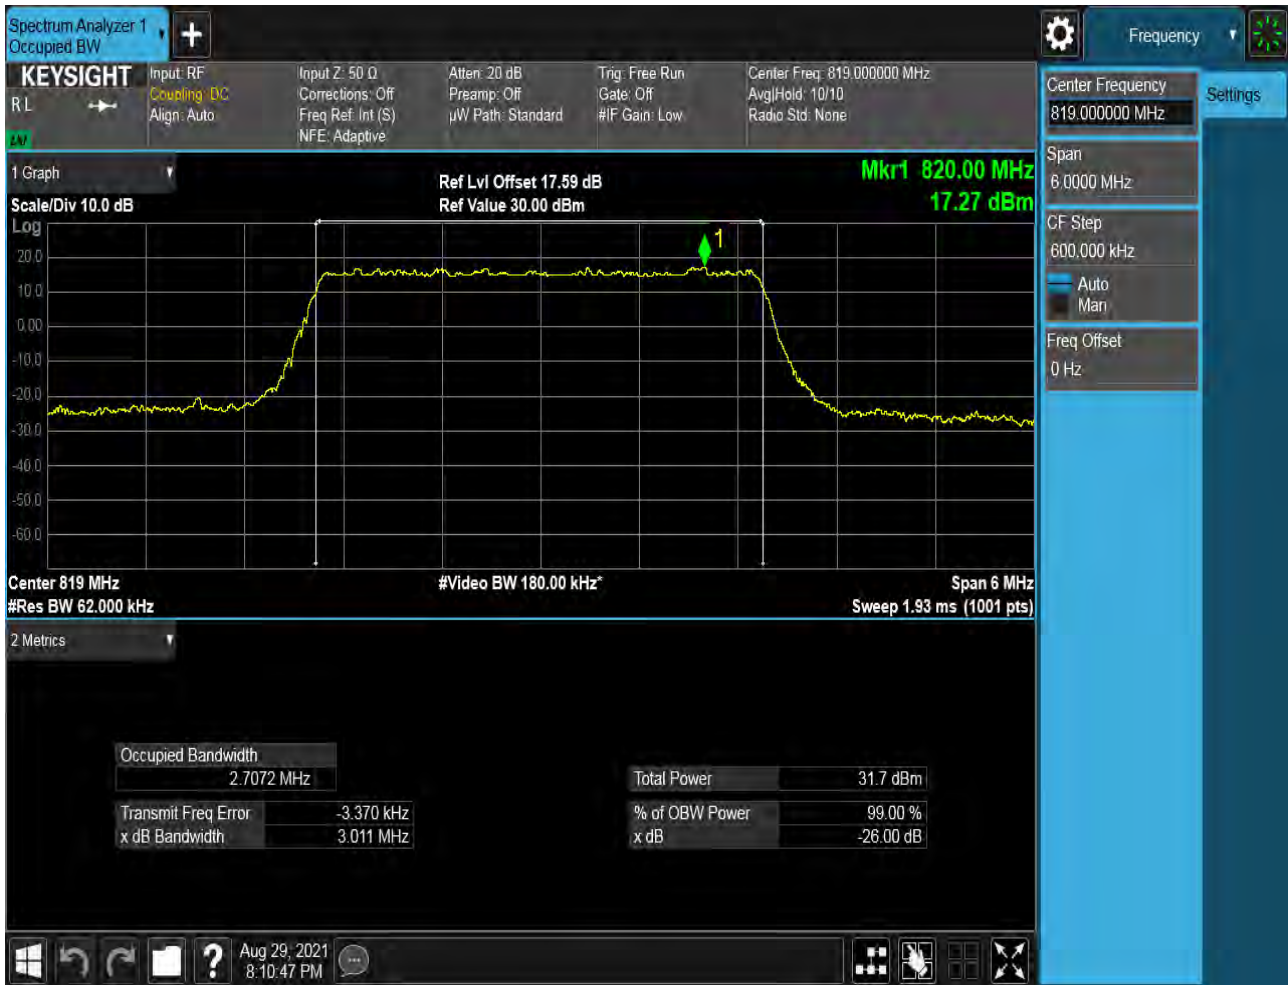 Spectrum Analyzer 1
Occupied BW
Frequency
KEYSIGHT
R L
Input: RF
Coupling: DC
Align: Auto
Input Z: 50 Ω
Corrections: Off
Freq Ref: Int (S)
NFE: Adaptive
Atten: 20 dB
Preamp: Off
µW Path: Standard
Trig: Free Run
Gate: Off
#IF Gain: Low
Center Freq: 819.000000 MHz
Avg|Hold: 10/10
Radio Std: None
Center Frequency
819.000000 MHz
Settings
Span
6.0000 MHz
CF Step
600.000 kHz
Auto
Man
Freq Offset
0 Hz
1 Graph
Scale/Div 10.0 dB
Ref Lvl Offset 17.59 dB
Ref Value 30.00 dBm
Mkr1 820.00 MHz
17.27 dBm
Log
1
20.0
10.0
0.00
-10.0
-20.0
-30.0
-40.0
-50.0
-60.0
Center 819 MHz
#Video BW 180.00 kHz*
Span 6 MHz
#Res BW 62.000 kHz
Sweep 1.93 ms (1001 pts)
2 Metrics
Occupied Bandwidth
2.7072 MHz
Total Power 31.7 dBm
Transmit Freq Error -3.370 kHz
% of OBW Power 99.00 %
x dB Bandwidth 3.011 MHz
x dB -26.00 dB
Aug 29, 2021
8:10:47 PM